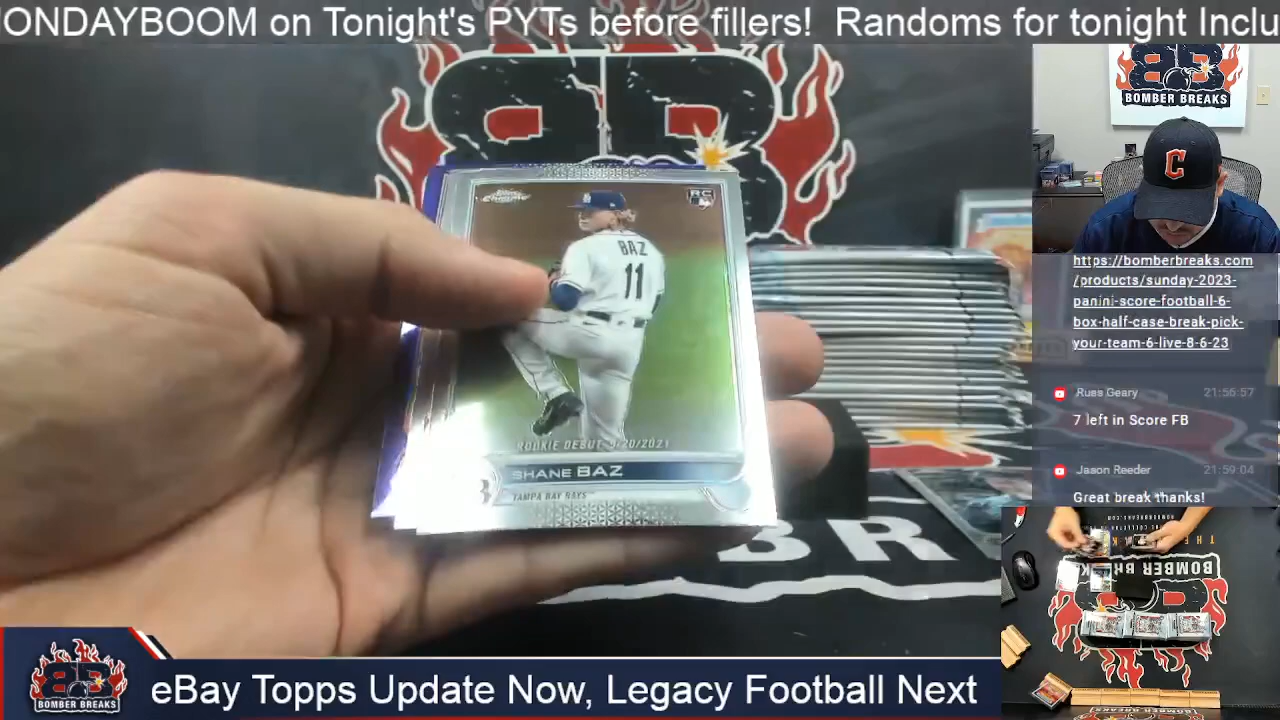 ONDAYBOOM on Tonight's PYTs before fillers! Randoms for tonight Inclu
BOMBER BREAKS
C
Topps
Chrome
RC
BAZ
11
ROOKIE DEBUT 9/20/2021
SHANE BAZ
TAMPA BAY RAYS
BR
https://bomberbreaks.com
/products/sunday-2023-
panini-score-football-6-
box-half-case-break-pick-
your-team-6-live-8-6-23
Russ Geary 21:56:57
7 left in Score FB
Jason Reeder 21:59:04
Great break thanks!
BOMBER BREAKS
eBay Topps Update Now, Legacy Football Next